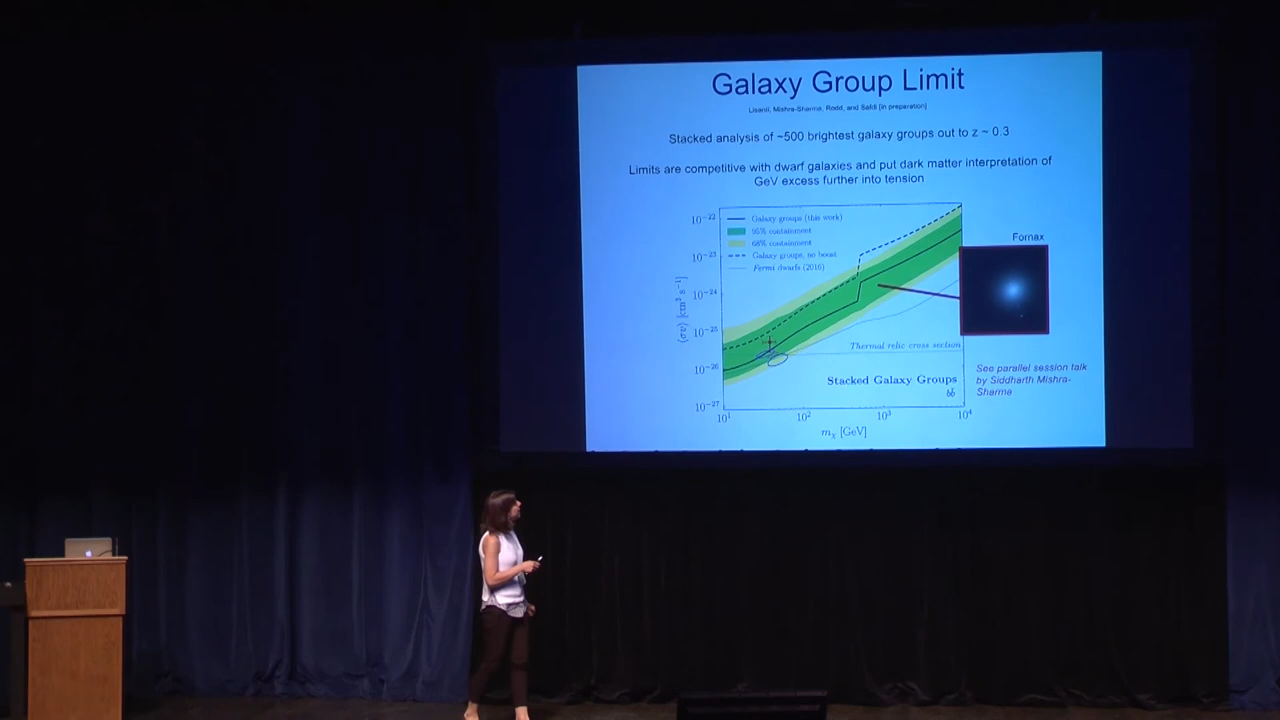 Galaxy Group Limit
Lisanti, Mishra-Sharma, Rodd, and Safdi [in preparation]
Stacked analysis of ~500 brightest galaxy groups out to z ~ 0.3
Limits are competitive with dwarf galaxies and put dark matter interpretation of
GeV excess further into tension
Galaxy groups (this work)
95% containment
68% containment
Galaxy groups, no boost
Fermi dwarfs (2016)
10⁻²²
10⁻²³
10⁻²⁴
10⁻²⁵
10⁻²⁶
10⁻²⁷
⟨σv⟩ [cm³ s⁻¹]
Fornax
Thermal relic cross section
Stacked Galaxy Groups
bb̄
10¹ 10² 10³ 10⁴
mχ [GeV]
See parallel session talk
by Siddharth Mishra-
Sharma